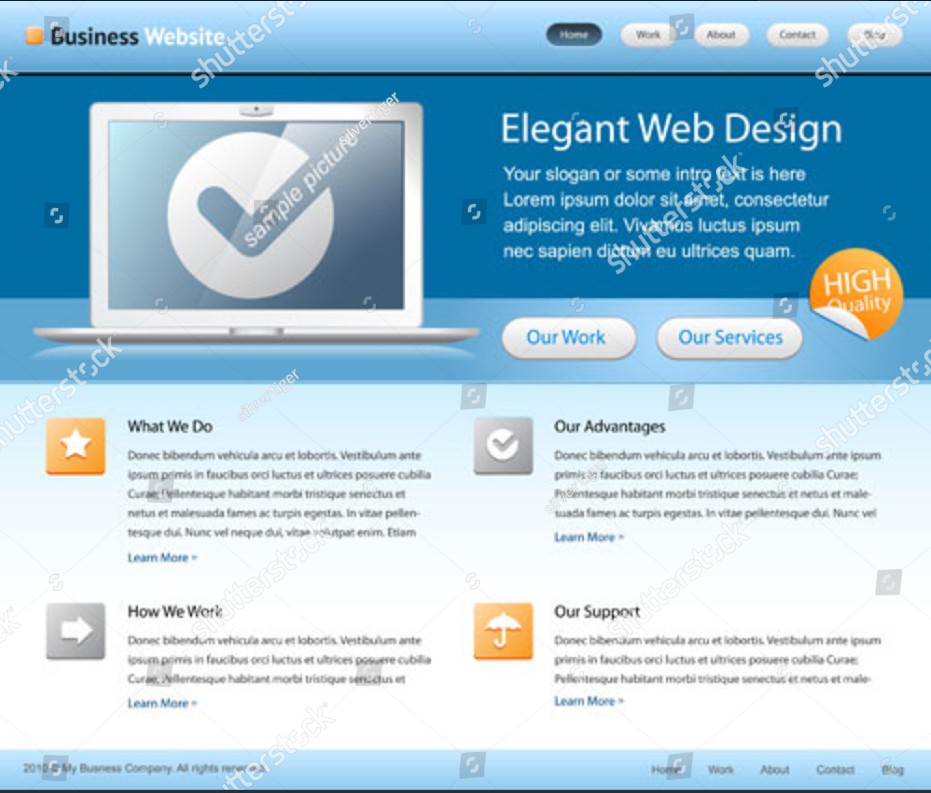 Business Website
Home Work About Contact Blog
Elegant Web Design
Your slogan or some intro text is here
Lorem ipsum dolor sit amet, consectetur
adipiscing elit. Vivamus luctus ipsum
nec sapien dictum eu ultrices quam.
sample picture
silvertiger
HIGH
Quality
Our Work Our Services
shutterstock
silvertiger
What We Do
Donec bibendum vehicula arcu et lobortis. Vestibulum ante
ipsum primis in faucibus orci luctus et ultrices posuere cubilia
Curae; Pellentesque habitant morbi tristique senectus et
netus et malesuada fames ac turpis egestas. In vitae pellen-
tesque dui. Nunc vel neque dui, vitae volutpat enim. Etiam
Learn More »
Our Advantages
Donec bibendum vehicula arcu et lobortis. Vestibulum ante ipsum
primis in faucibus orci luctus et ultrices posuere cubilia Curae;
Pellentesque habitant morbi tristique senectus et netus et male-
suada fames ac turpis egestas. In vitae pellentesque dui. Nunc vel
Learn More »
How We Work
Donec bibendum vehicula arcu et lobortis. Vestibulum ante
ipsum primis in faucibus orci luctus et ultrices posuere cubilia
Curae; Pellentesque habitant morbi tristique senectus et
Learn More »
Our Support
Donec bibendum vehicula arcu et lobortis. Vestibulum ante ipsum
primis in faucibus orci luctus et ultrices posuere cubilia Curae;
Pellentesque habitant morbi tristique senectus et netus et male-
Learn More »
2010 © My Business Company. All rights reserved.
Home Work About Contact Blog